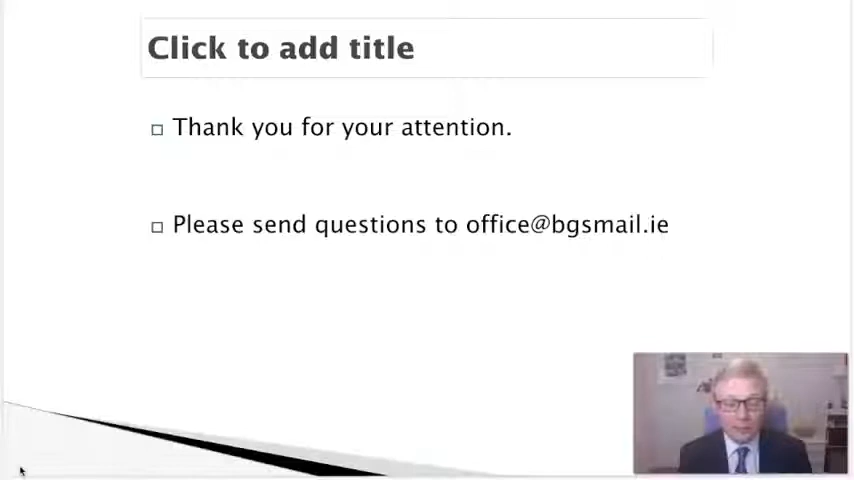 Click to add title
Thank you for your attention.
Please send questions to office@bgsmail.ie